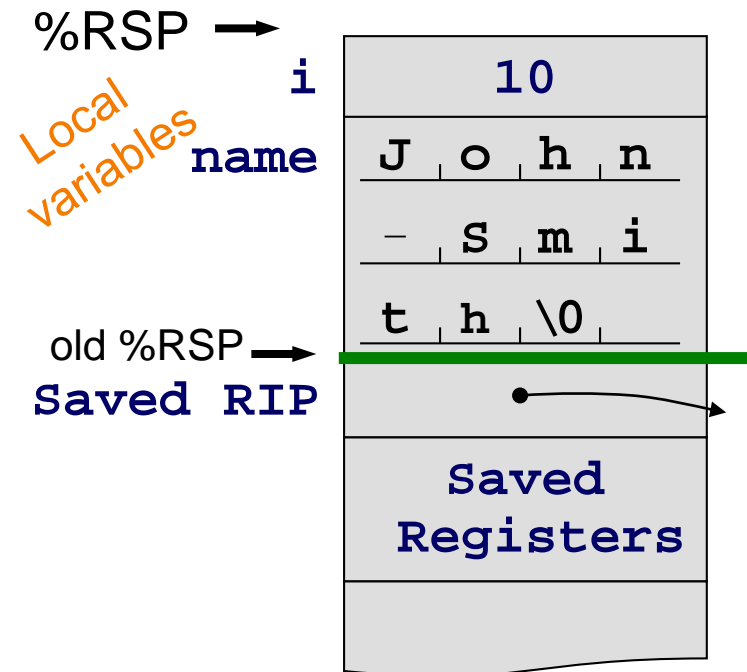 %RSP
i 10
Local
variables
name J o h n
– S m i
t h \0
old %RSP
Saved RIP
Saved
Registers